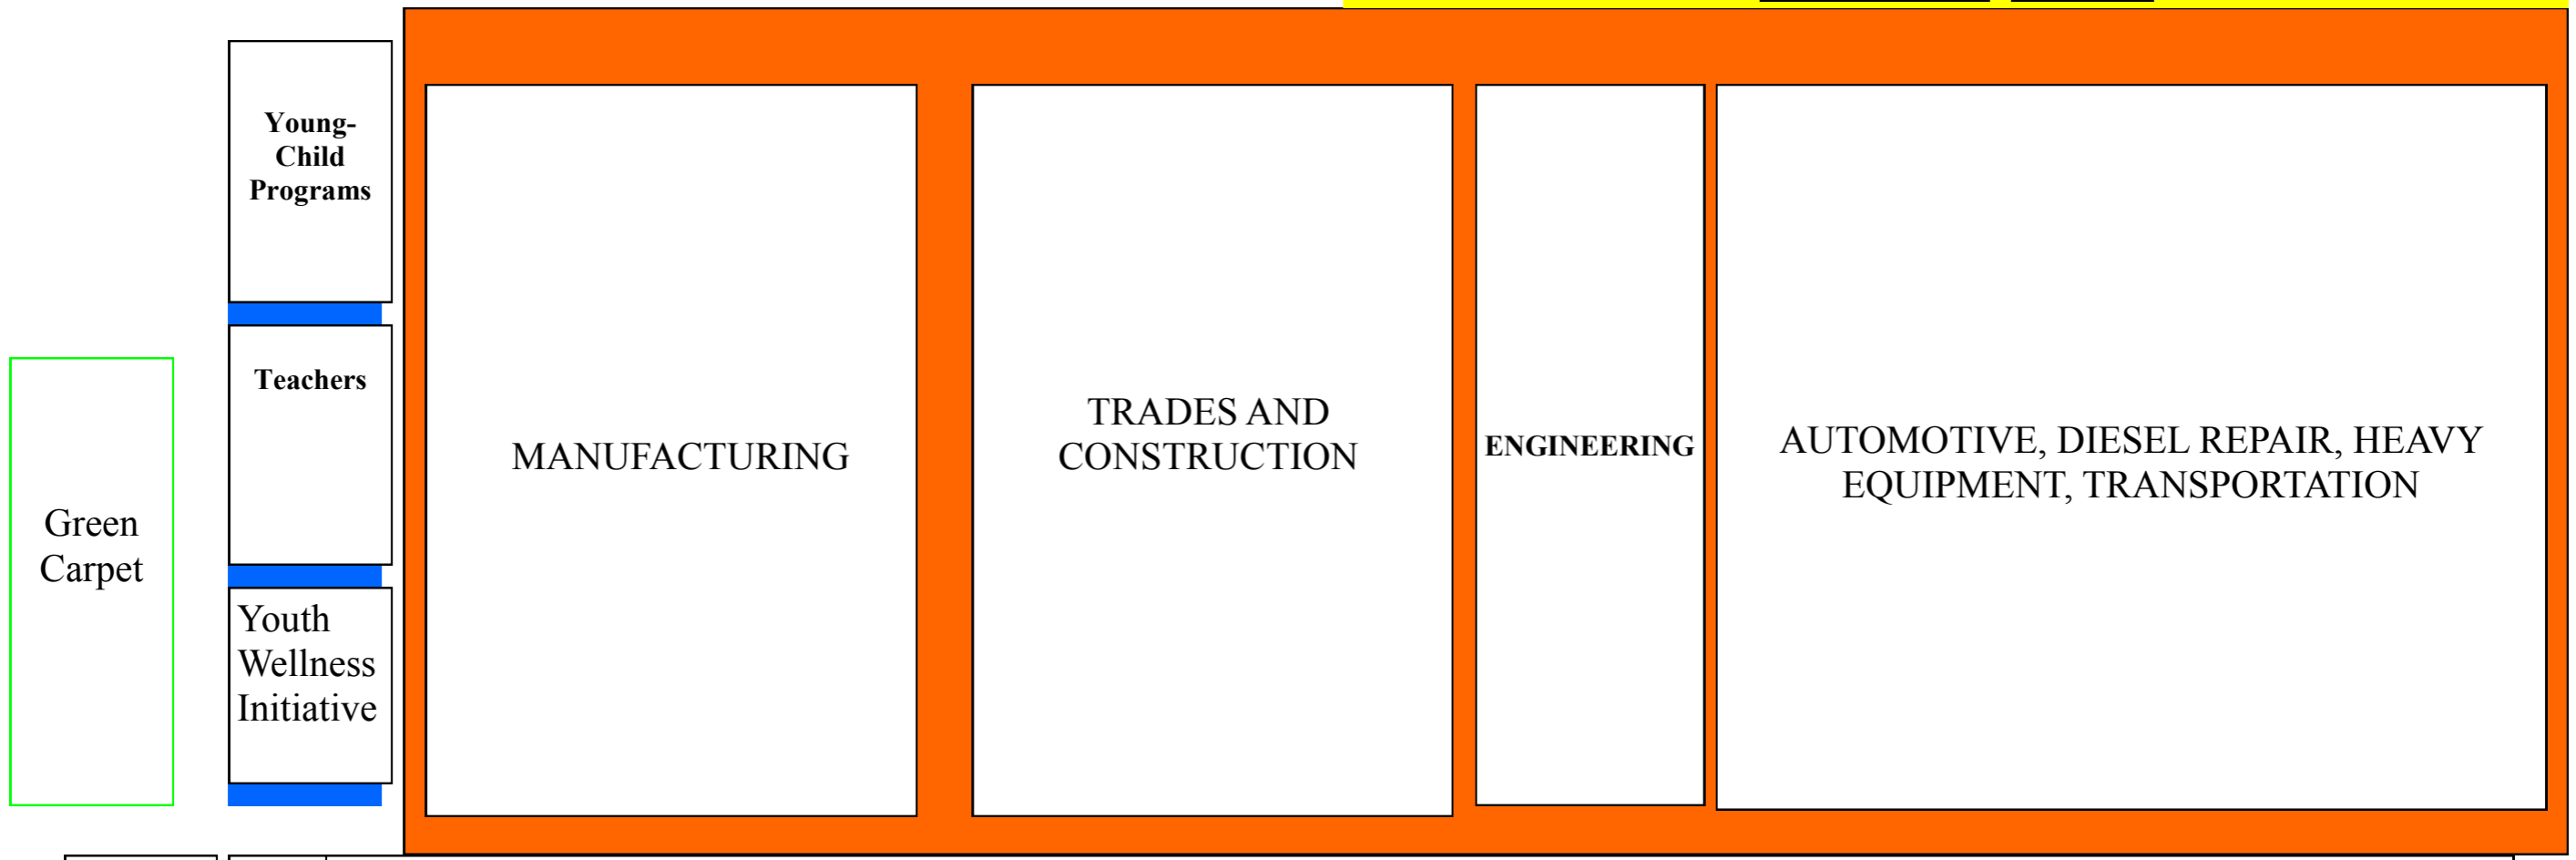 Young-
Child
Programs
Teachers
Youth
Wellness
Initiative
Green
Carpet
MANUFACTURING
TRADES AND
CONSTRUCTION
ENGINEERING
AUTOMOTIVE, DIESEL REPAIR, HEAVY
EQUIPMENT, TRANSPORTATION